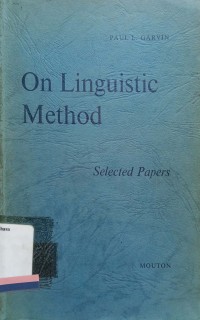 PAUL L. GARVIN
On Linguistic
Method
Selected Papers
MOUTON